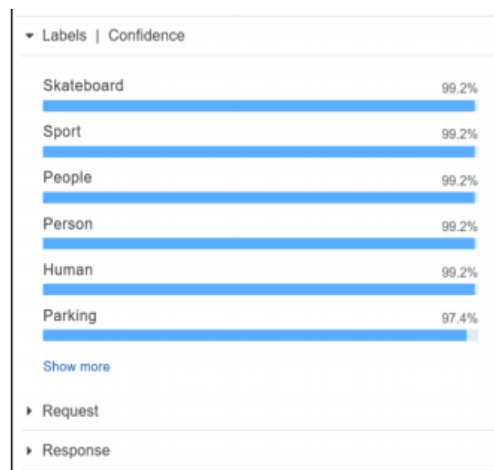 Labels | Confidence
Skateboard 99.2%
Sport 99.2%
People 99.2%
Person 99.2%
Human 99.2%
Parking 97.4%
Show more
Request
Response